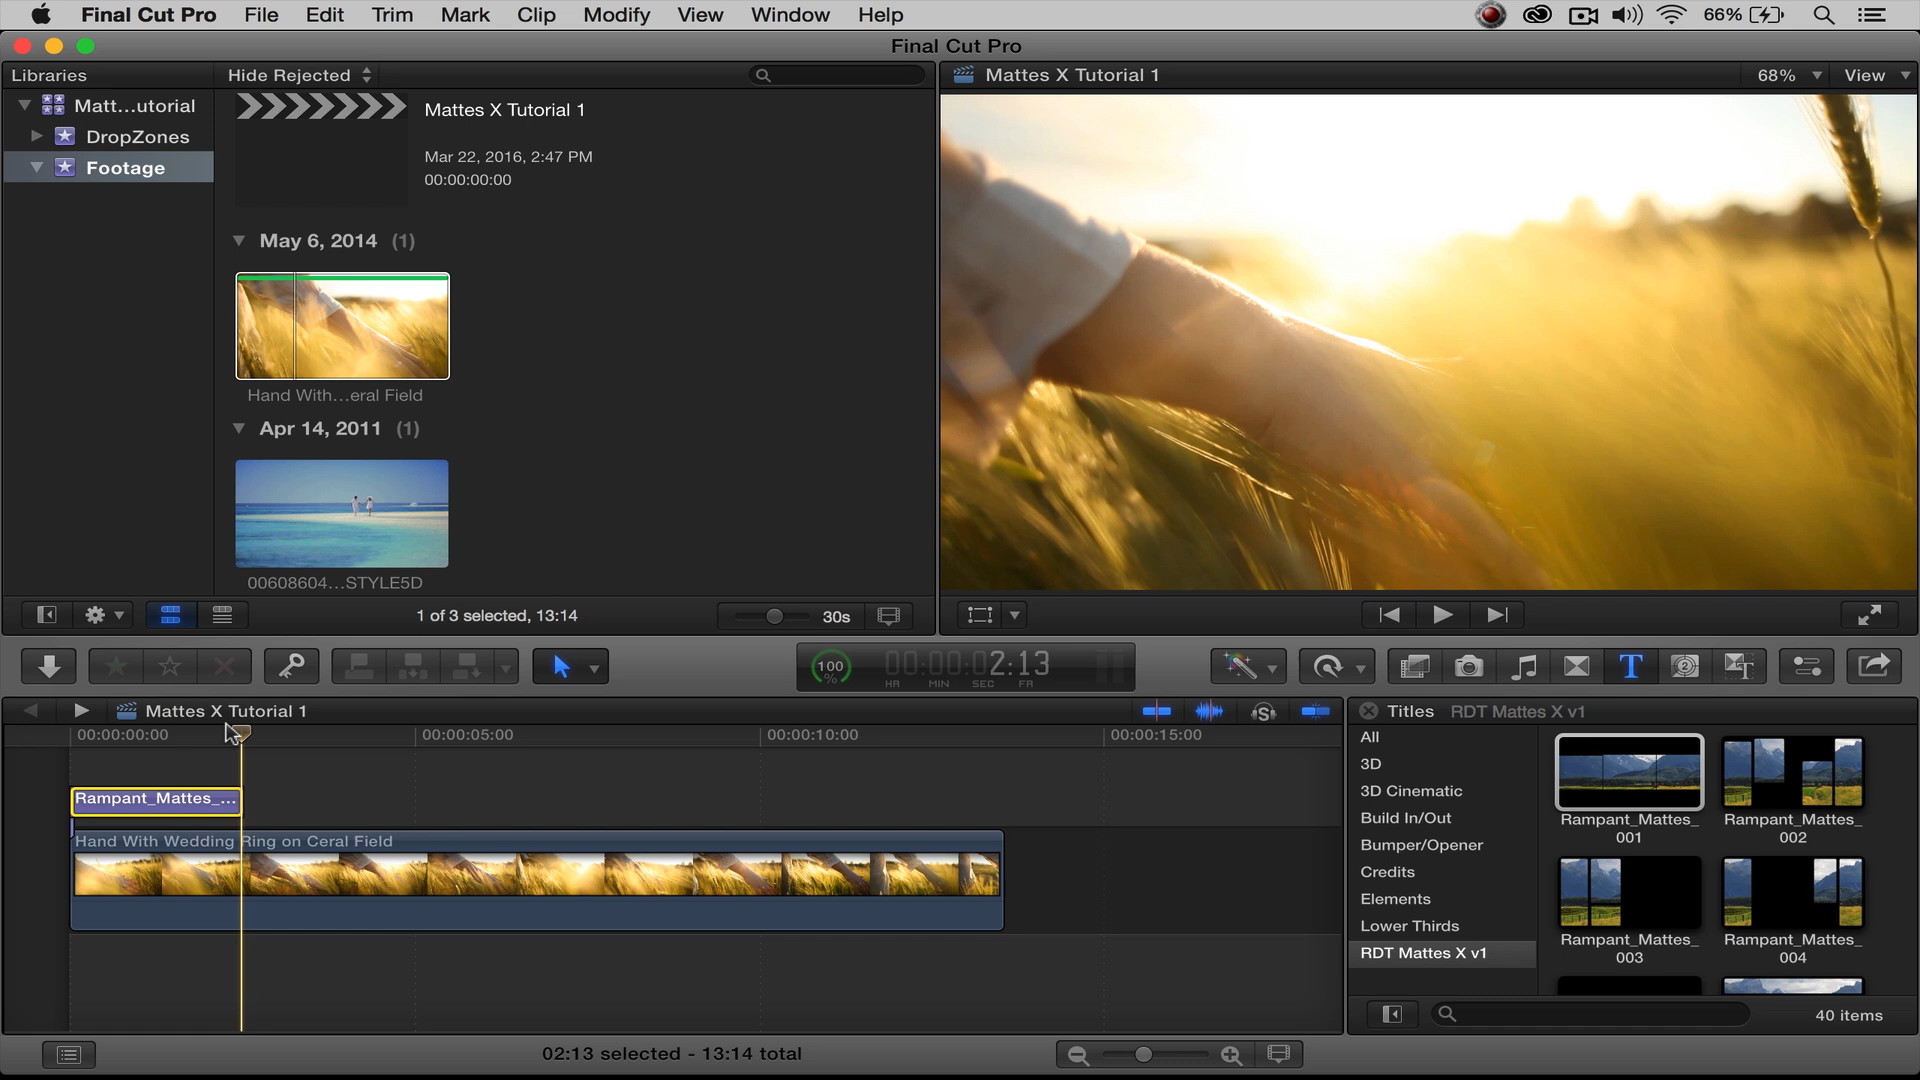 Final Cut Pro File Edit Trim Mark Clip Modify View Window Help 66%
Final Cut Pro
Libraries Hide Rejected Mattes X Tutorial 1 68% View
Matt...utorial
DropZones
Footage
Mattes X Tutorial 1
Mar 22, 2016, 2:47 PM
00:00:00:00
May 6, 2014 (1)
Hand With...eral Field
Apr 14, 2011 (1)
00608604...STYLE5D
1 of 3 selected, 13:14 30s
100 % 00:00:02:13
HR MIN SEC FR
T 2 T
Mattes X Tutorial 1 S
00:00:00:00 00:00:05:00 00:00:10:00 00:00:15:00
Rampant_Mattes_...
Hand With Wedding Ring on Ceral Field
Titles RDT Mattes X v1
All
3D
3D Cinematic
Build In/Out
Bumper/Opener
Credits
Elements
Lower Thirds
RDT Mattes X v1
Rampant_Mattes_
001
Rampant_Mattes_
002
Rampant_Mattes_
003
Rampant_Mattes_
004
40 items
02:13 selected - 13:14 total